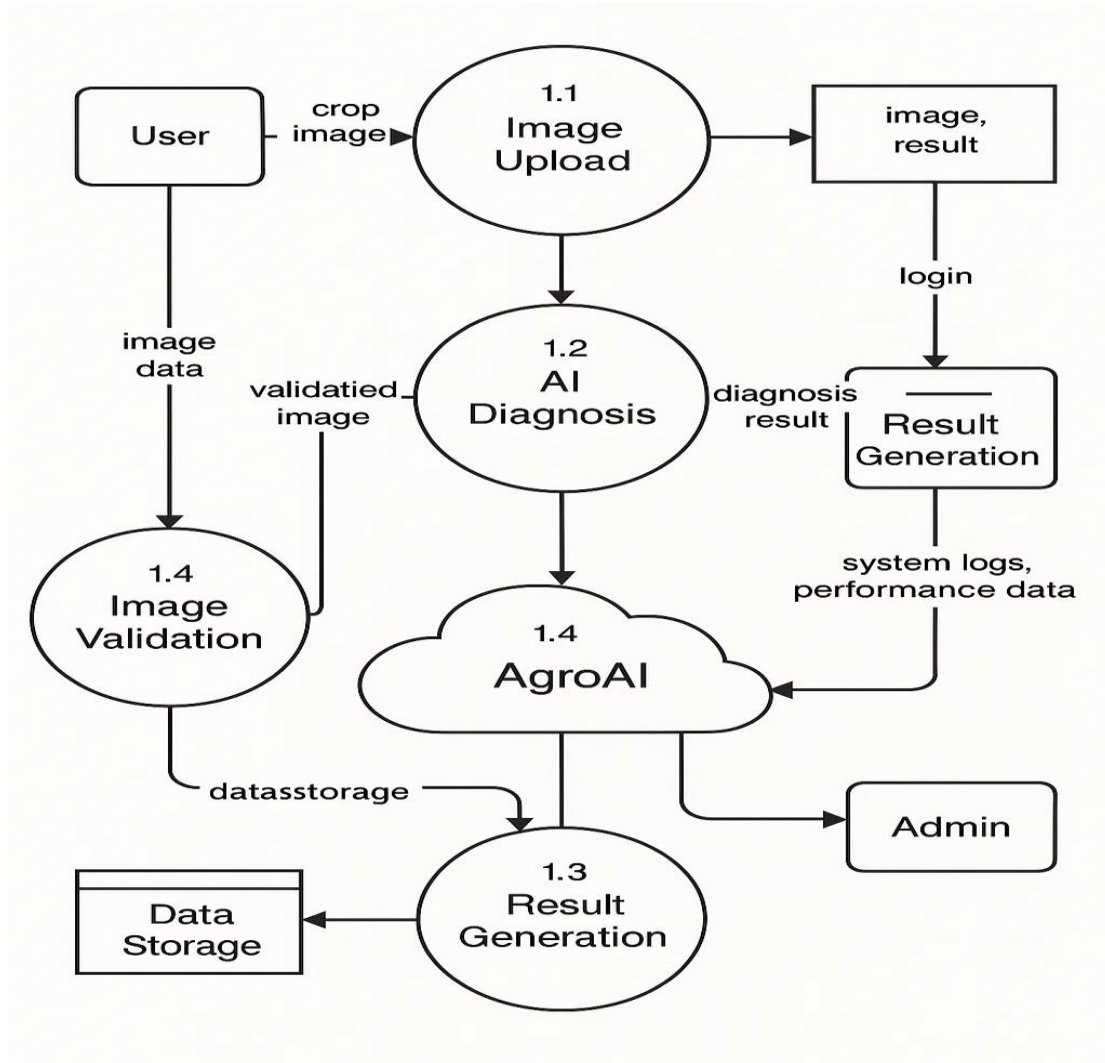 User
crop
image
1.1
Image
Upload
image,
result
login
image
data
validatied
image
1.2
AI
Diagnosis
diagnosis
result
Result
Generation
system logs,
performance data
1.4
Image
Validation
1.4
AgroAI
datasstorage
Admin
1.3
Result
Generation
Data
Storage